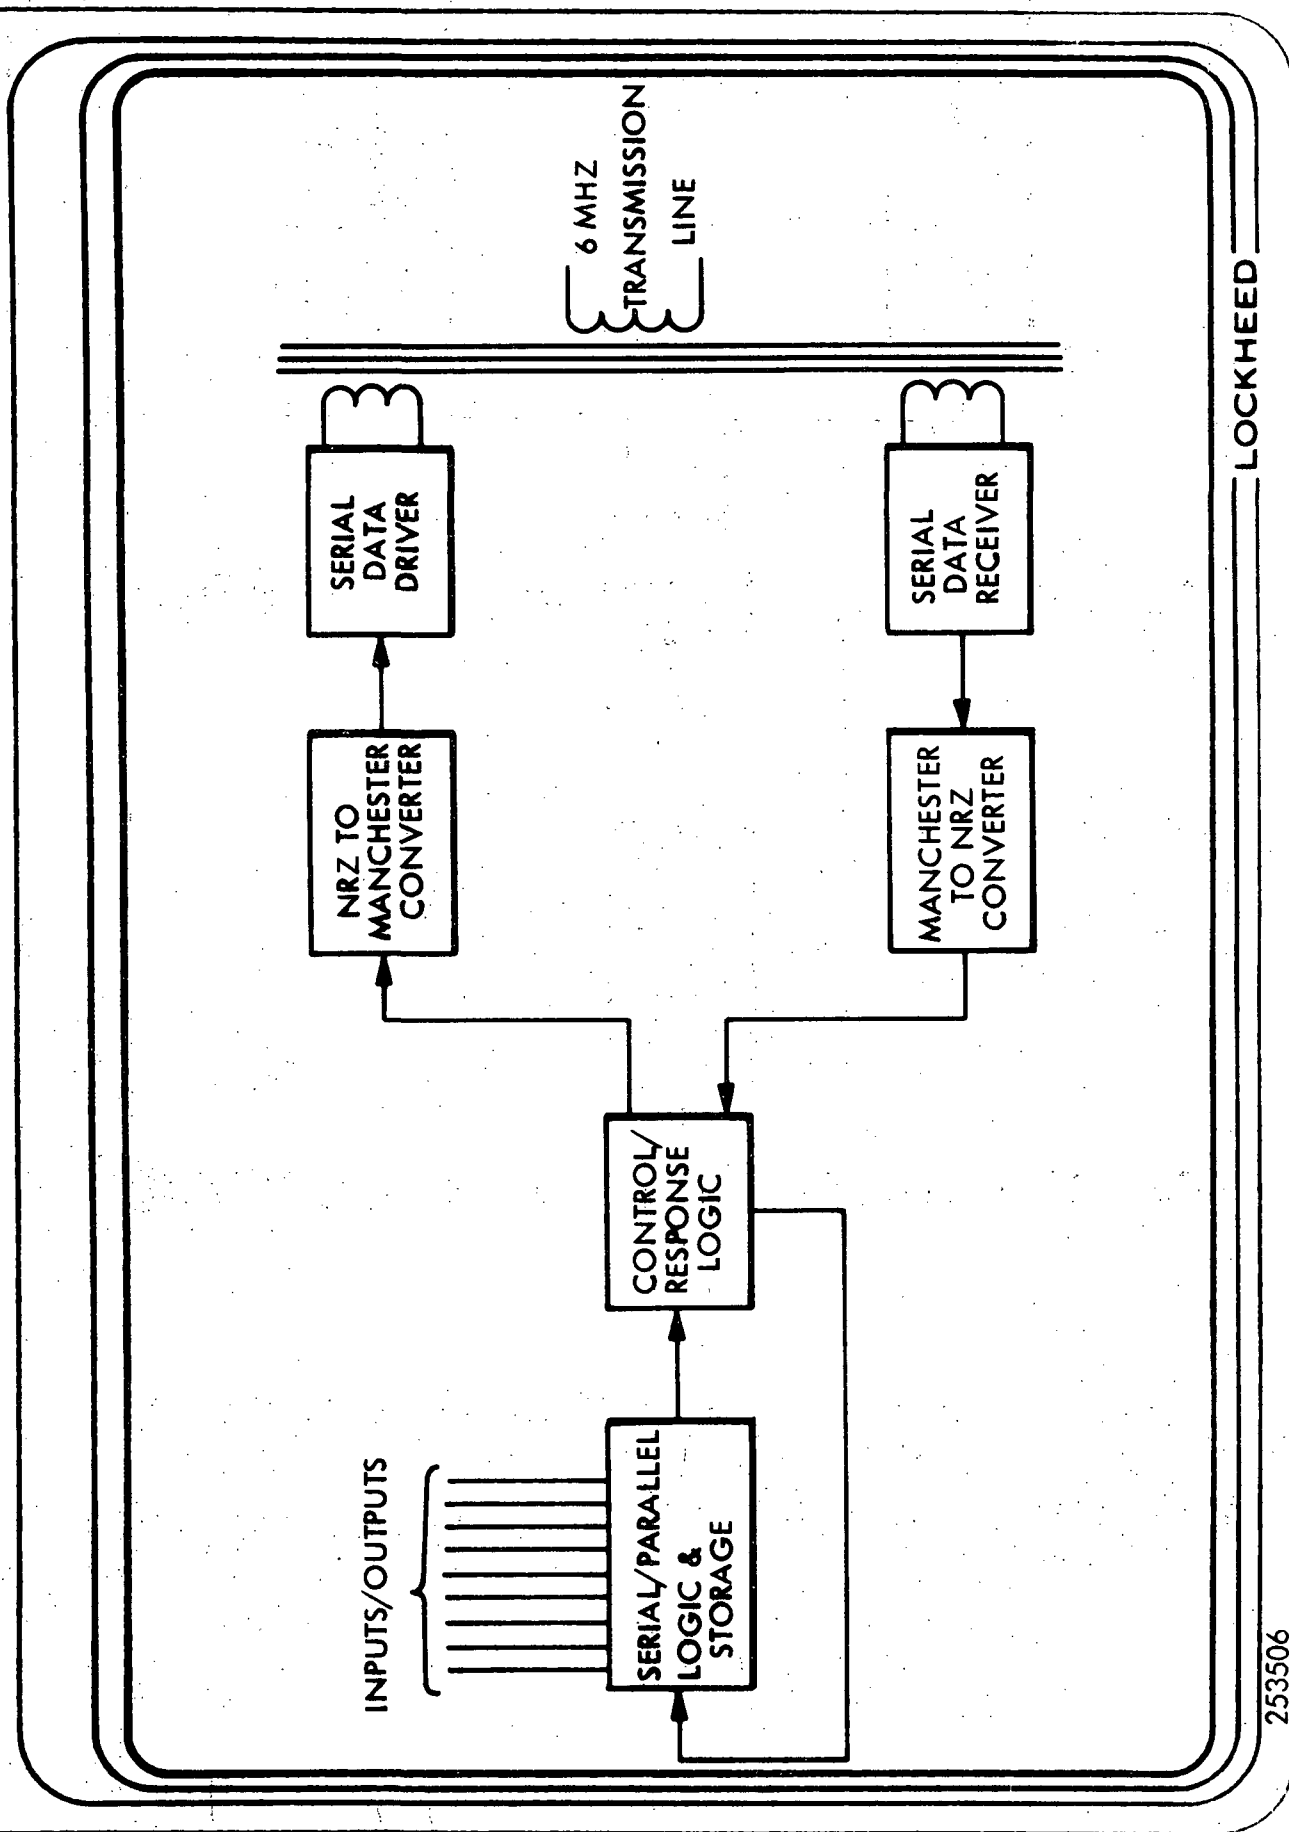 INPUTS/OUTPUTS
SERIAL/PARALLEL
LOGIC &
STORAGE
CONTROL/
RESPONSE
LOGIC
NRZ TO
MANCHESTER
CONVERTER
SERIAL
DATA
DRIVER
6 MHZ
TRANSMISSION
LINE
MANCHESTER
TO NRZ
CONVERTER
SERIAL
DATA
RECEIVER
LOCKHEED
253506